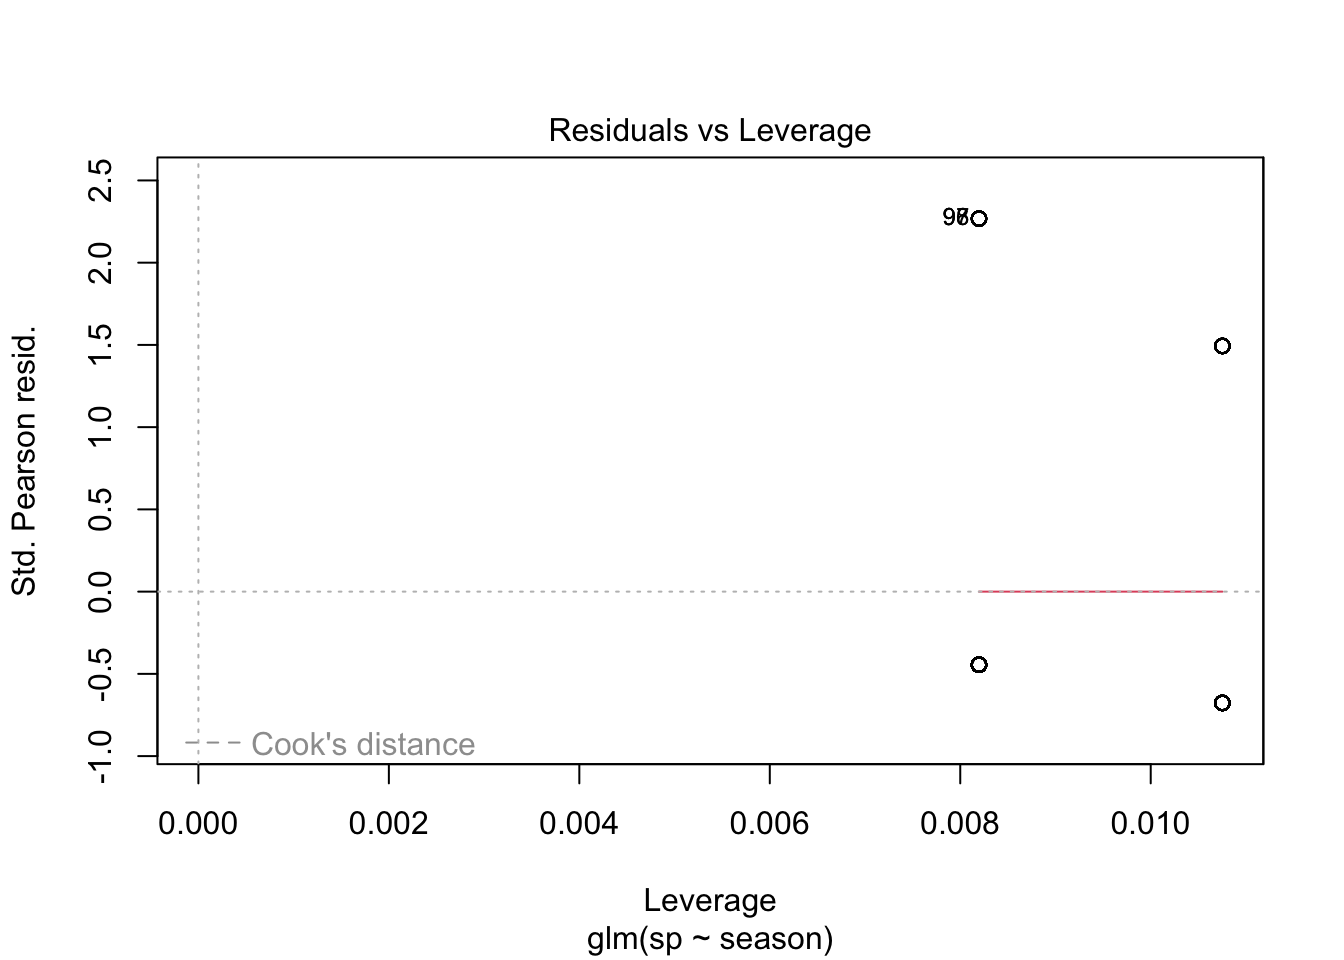 Residuals vs Leverage
Std. Pearson resid.
2.5
2.0
1.5
1.0
0.5
0.0
-0.5
-1.0
Cook's distance
0.000 0.002 0.004 0.006 0.008 0.010
Leverage
glm(sp ~ season)